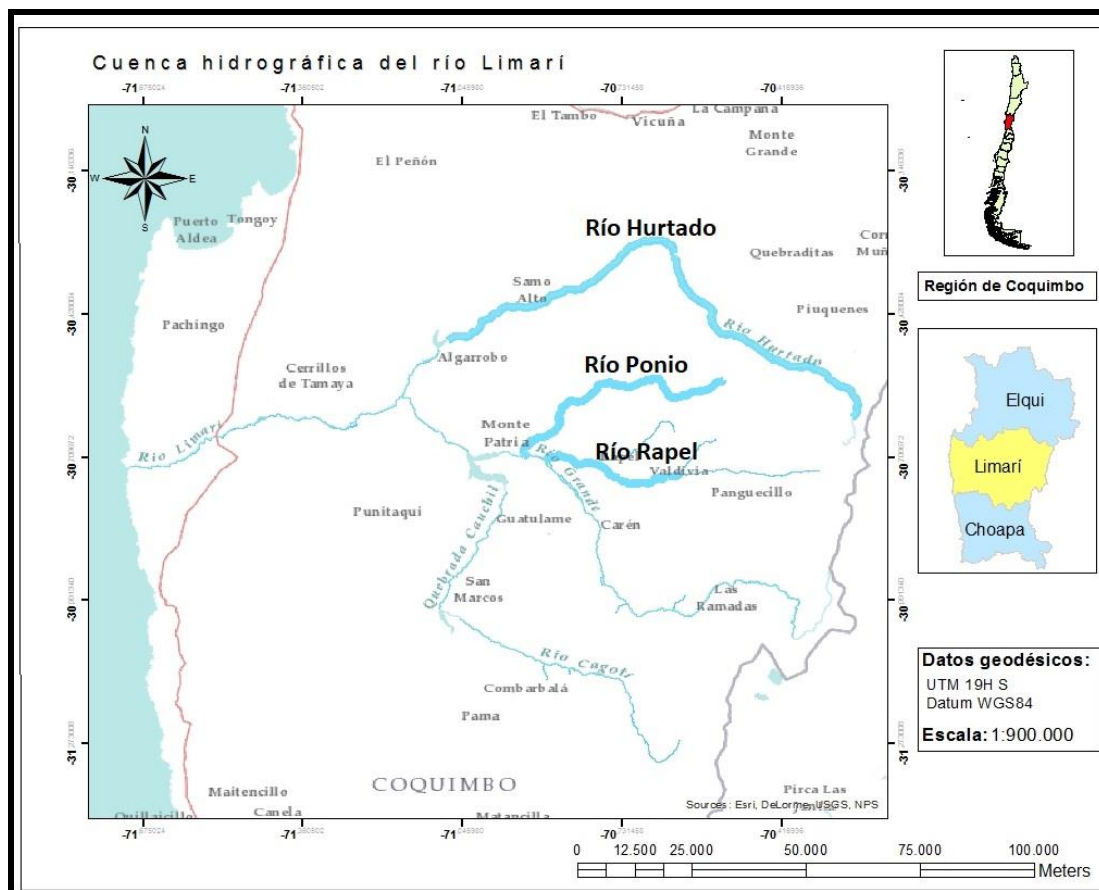 Cuenca hidrográfica del río Limarí
-71 -71 -71 -70 -70
El Tambo
Vicuña
La Campana
Monte
Grande
El Peñón
N
W E
S
Puerto
Aldea
Tongoy
Río Hurtado
Quebraditas
Samo
Alto
Pachingo
Piuquenes
Río Hurtado
Algarrobo
Río Ponio
Cerrillos
de Tamaya
Monte
Patria
Río Limarí
Río Rapel
Río Grande
Valdivia
Panguecillo
Punitaqui
Quebrada Cauchil
Guatulame
Carén
San
Marcos
Las
Ramadas
Río Cogotí
Combarbalá
Pama
COQUIMBO
Maitencillo
Canela
Pirca Las
Sources: Esri, DeLorme, USGS, NPS
-30
-30
-30
-30
-31
-30
-30
-30
-30
-31
-71 -71 -71 -70 -70
0 12.500 25.000 50.000 75.000 100.000
Meters
Región de Coquimbo
Elqui
Limarí
Choapa
Datos geodésicos:
UTM 19H S
Datum WGS84
Escala: 1:900.000